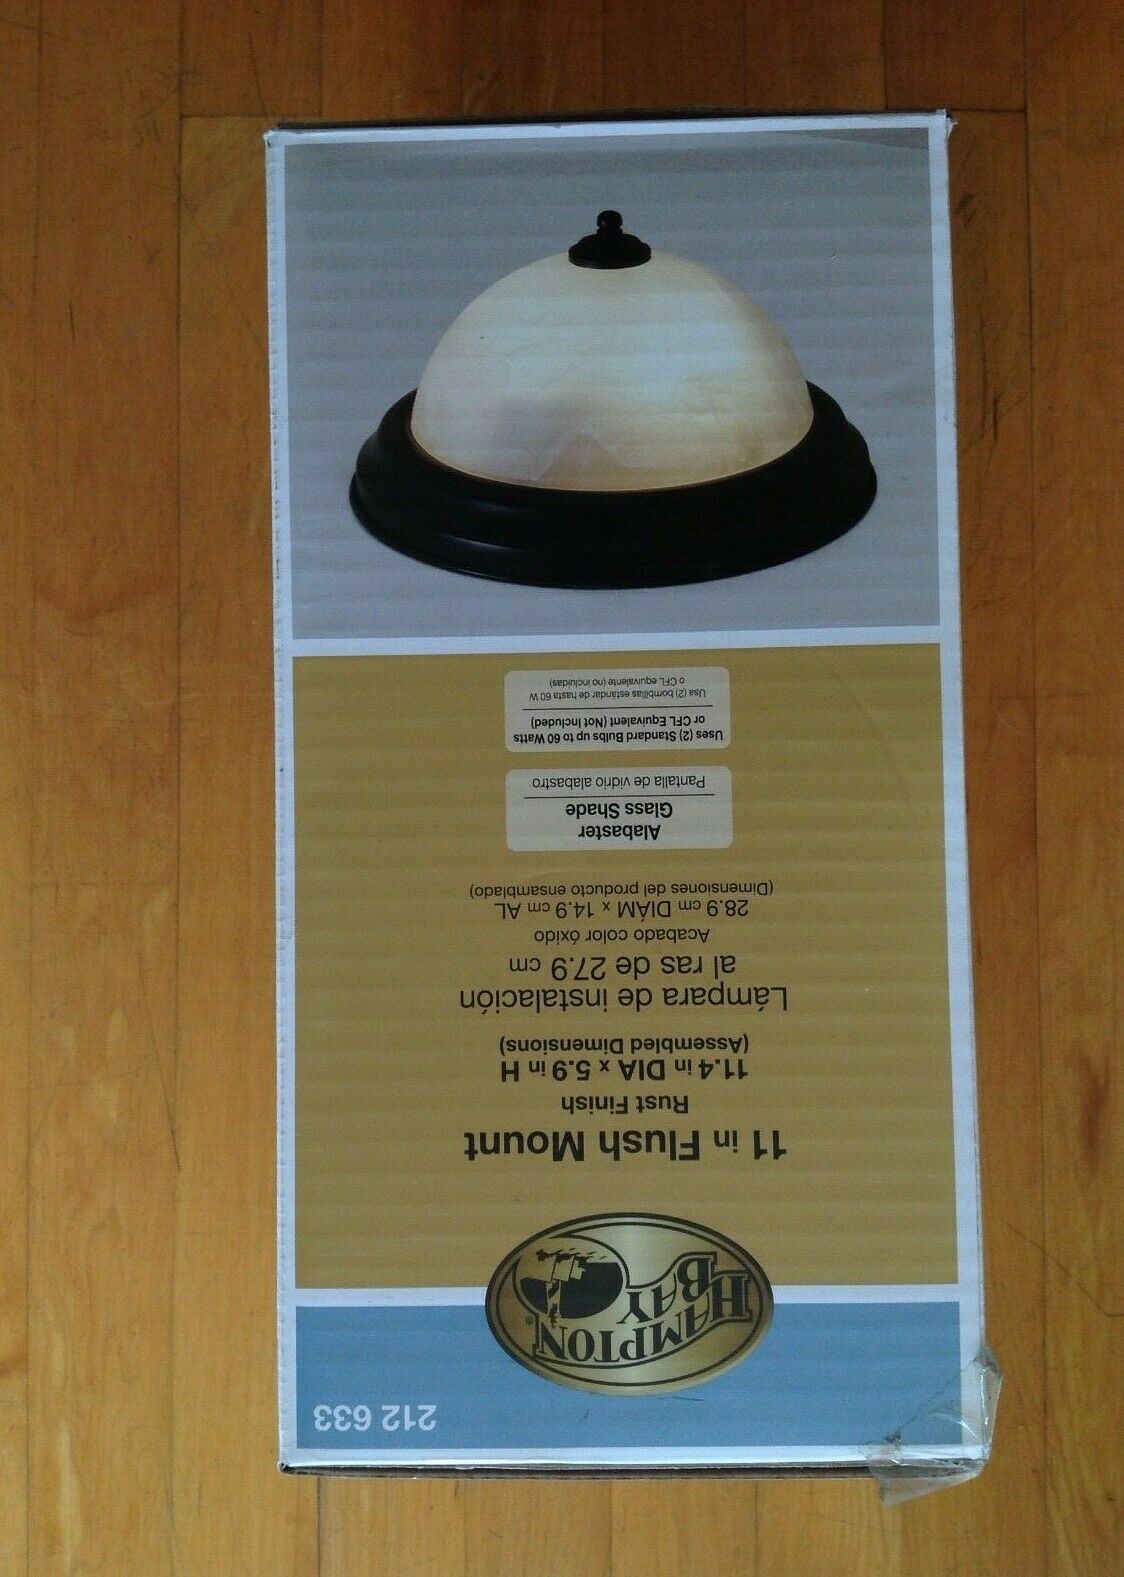 212 633
HAMPTON
BAY
®
11 in Flush Mount
Rust Finish
11.4 in DIA x 5.9 in H
(Assembled Dimensions)
Lámpara de instalación
al ras de 27.9 cm
Acabado color óxido
28.9 cm DIÁM x 14.9 cm AL
(Dimensiones del producto ensamblado)
Alabaster
Glass Shade
Pantalla de vidrio alabastro
Uses (2) Standard Bulbs up to 60 Watts
or CFL Equivalent (Not Included)
Usa (2) bombillas estándar de hasta 60 W
o CFL equivalente (no incluidas)